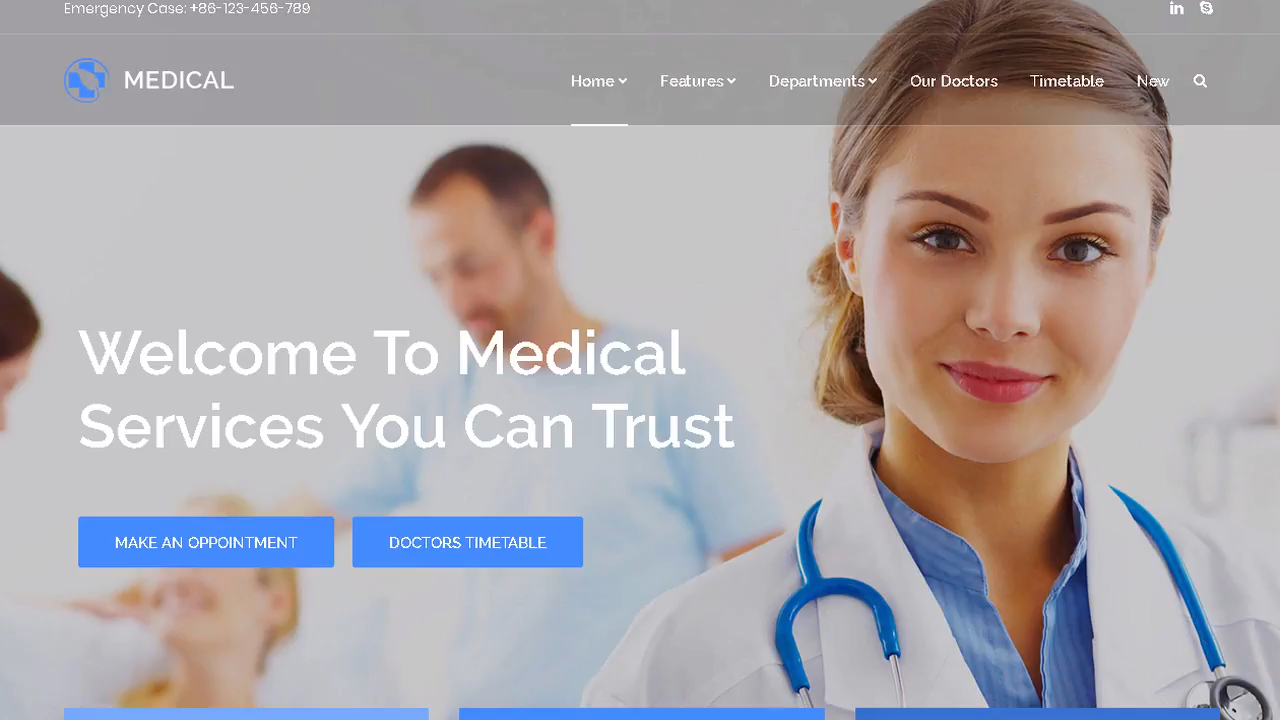 Emergency Case: +86-123-456-789
MEDICAL
Home Features Departments Our Doctors Timetable New
Welcome To Medical
Services You Can Trust
MAKE AN APPOINTMENT DOCTORS TIMETABLE